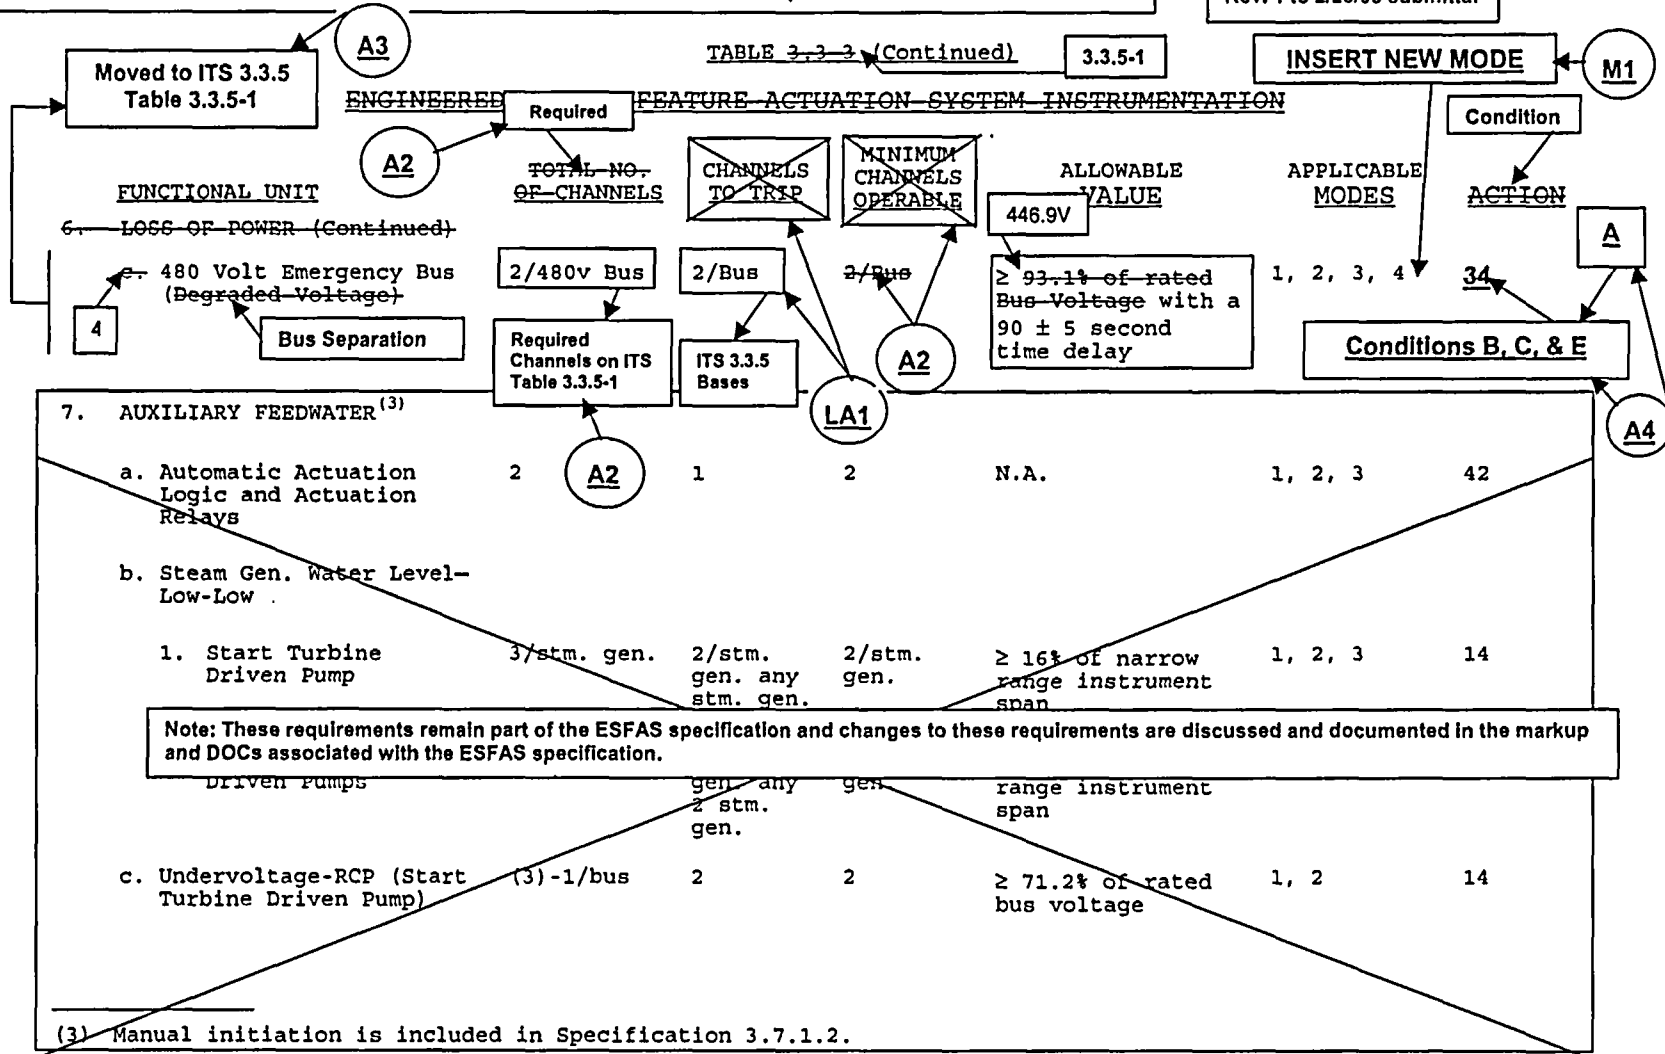 A3
Moved to ITS 3.3.5
Table 3.3.5-1
TABLE 3.3-3 (Continued)
3.3.5-1
INSERT NEW MODE
M1
ENGINEERED FEATURE ACTUATION SYSTEM INSTRUMENTATION
Required
Condition
A2
FUNCTIONAL UNIT
TOTAL NO.
OF CHANNELS
CHANNELS
TO TRIP
MINIMUM
CHANNELS
OPERABLE
ALLOWABLE
VALUE
APPLICABLE
MODES
ACTION
446.9V
A
6. LOSS OF POWER (Continued)
c. 480 Volt Emergency Bus
(Degraded Voltage)
2/480v Bus
2/Bus
2/Bus
≥ 93.1% of rated
Bus Voltage with a
90 ± 5 second
time delay
1, 2, 3, 4
34
4
Bus Separation
Required
Channels on ITS
Table 3.3.5-1
ITS 3.3.5
Bases
A2
Conditions B, C, & E
LA1
A4
7. AUXILIARY FEEDWATER(3)
A2
a. Automatic Actuation
Logic and Actuation
Relays
2 1 2 N.A. 1, 2, 3 42
b. Steam Gen. Water Level-
Low-Low
1. Start Turbine
Driven Pump
3/stm. gen.
2/stm.
gen. any
stm. gen.
2/stm.
gen.
≥ 16% of narrow
range instrument
span
1, 2, 3
14
Note: These requirements remain part of the ESFAS specification and changes to these requirements are discussed and documented in the markup
and DOCs associated with the ESFAS specification.
Driven Pumps
gen. any
2 stm.
gen.
gen.
range instrument
span
c. Undervoltage-RCP (Start
Turbine Driven Pump)
(3)-1/bus
2
2
≥ 71.2% of rated
bus voltage
1, 2
14
(3) Manual initiation is included in Specification 3.7.1.2.